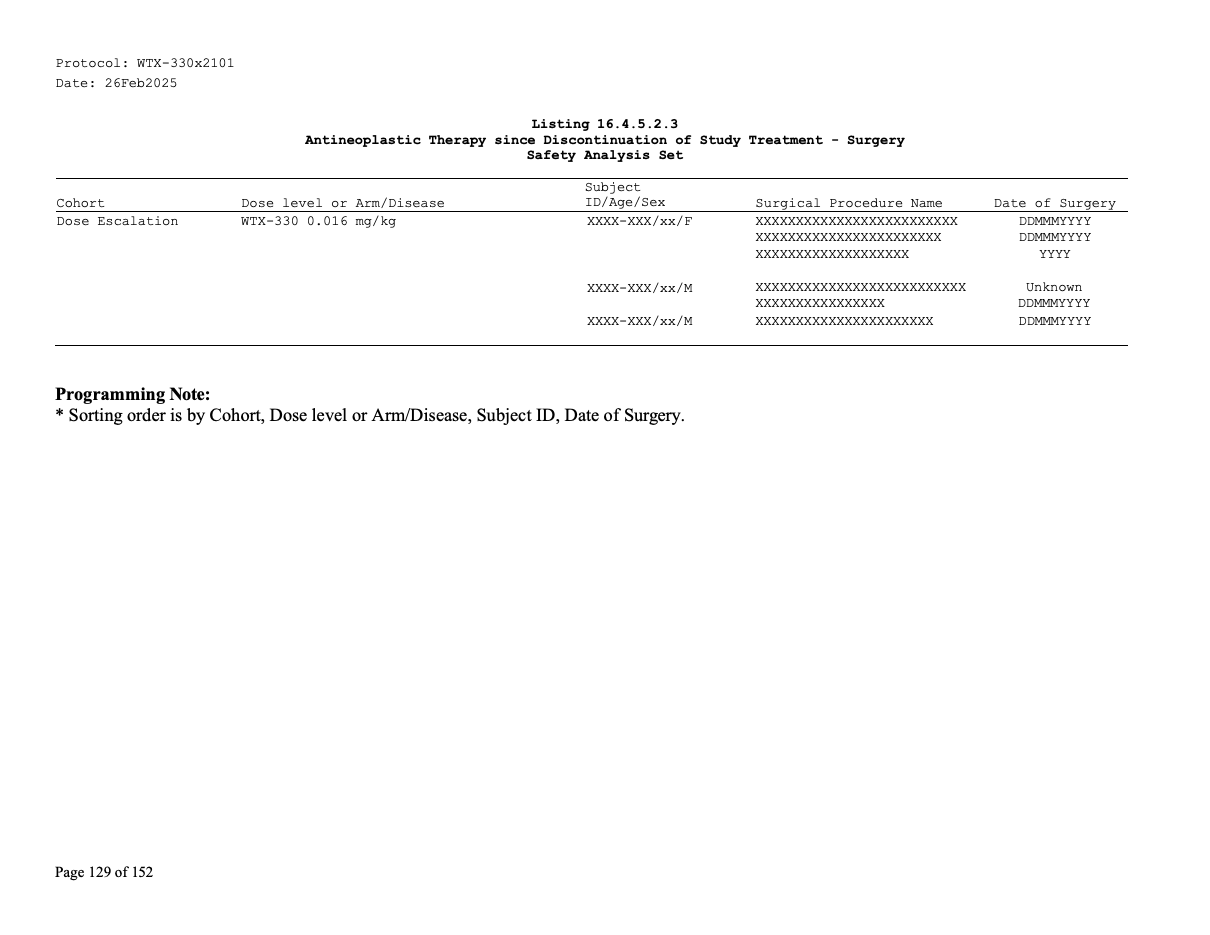 Protocol: WTX-330x2101
Date: 26Feb2025
Listing 16.4.5.2.3
Antineoplastic Therapy since Discontinuation of Study Treatment - Surgery
Safety Analysis Set
Cohort Dose level or Arm/Disease Subject ID/Age/Sex Surgical Procedure Name Date of Surgery
Dose Escalation WTX-330 0.016 mg/kg XXXX-XXX/xx/F XXXXXXXXXXXXXXXXXXXXXXXXX DDMMMYYYY
XXXXXXXXXXXXXXXXXXXXXXX DDMMMYYYY
XXXXXXXXXXXXXXXXXXX YYYY
XXXX-XXX/xx/M XXXXXXXXXXXXXXXXXXXXXXXXXX Unknown
XXXXXXXXXXXXXXXX DDMMMYYYY
XXXX-XXX/xx/M XXXXXXXXXXXXXXXXXXXXXX DDMMMYYYY
Programming Note:
* Sorting order is by Cohort, Dose level or Arm/Disease, Subject ID, Date of Surgery.
Page 129 of 152